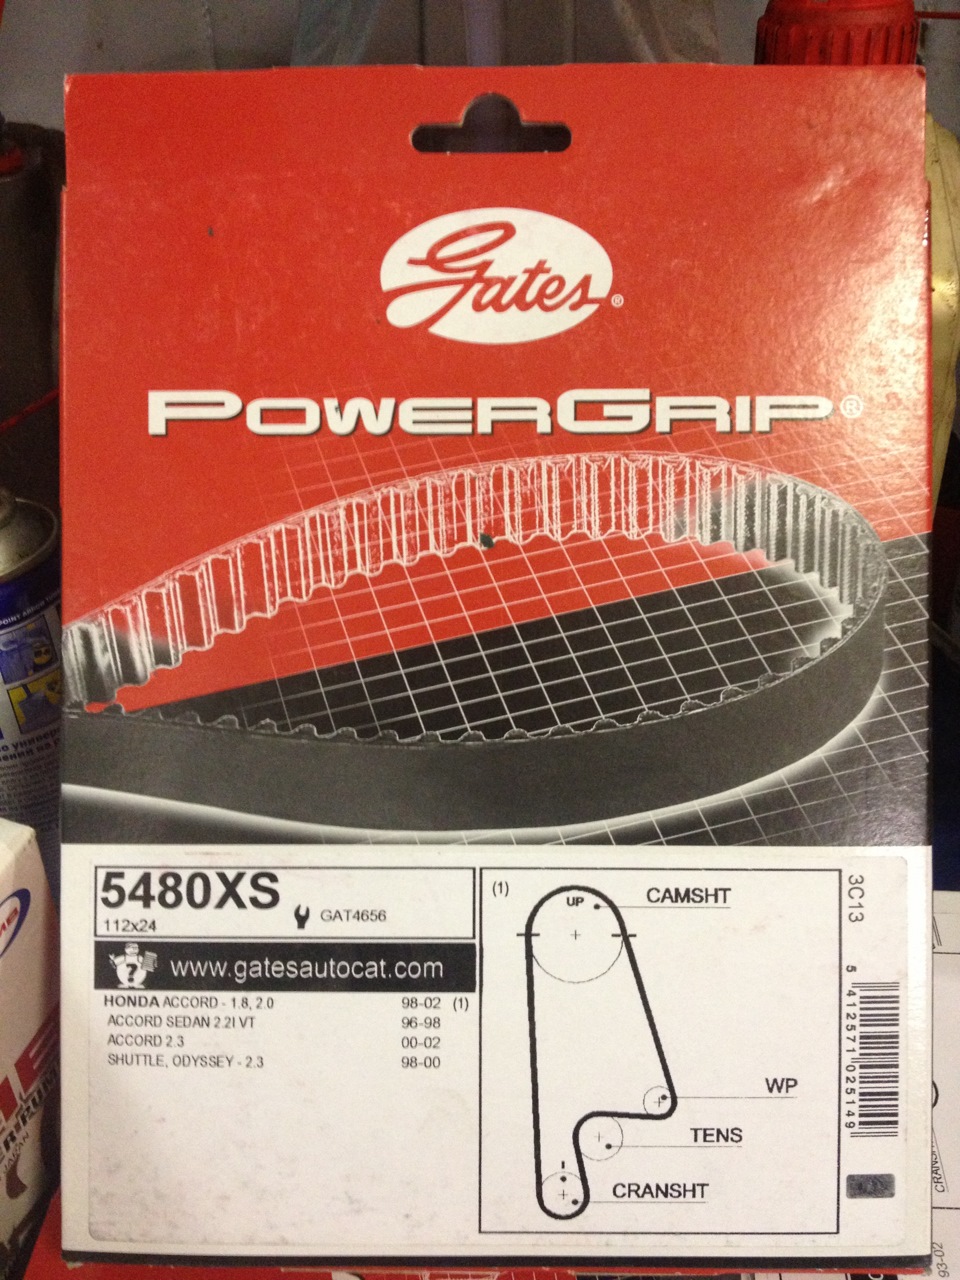 Gates®
POWERGRIP®
5480XS
112x24
GAT4656
www.gatesautocat.com
HONDA ACCORD - 1.8, 2.0 98-02 (1)
ACCORD SEDAN 2.2I VT 96-98
ACCORD 2.3 00-02
SHUTTLE, ODYSSEY - 2.3 98-00
(1)
UP
CAMSHT
WP
TENS
CRANSHT
3C13
5 412571 025149
93-02